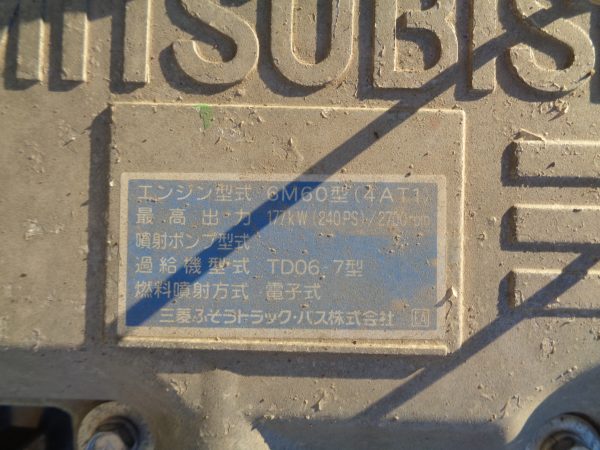 MITSUBIS
エンジン型式 6M60型(4AT1)
最高出力 177kW(240PS)/2700rpm
噴射ポンプ型式
過給機型式 TD06-7型
燃料噴射方式 電子式
三菱ふそうトラック・バス株式会社 EA